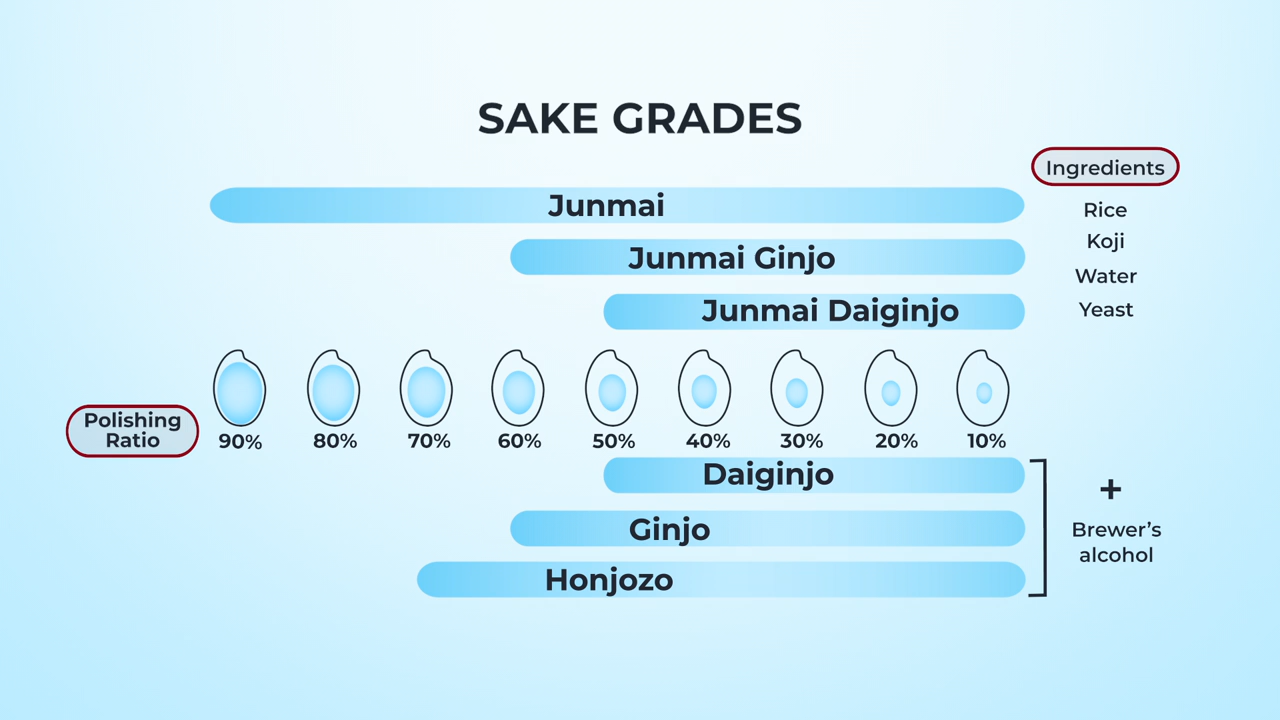 SAKE GRADES
Ingredients
Junmai
Rice
Koji
Junmai Ginjo
Water
Junmai Daiginjo
Yeast
Polishing
Ratio
90% 80% 70% 60% 50% 40% 30% 20% 10%
Daiginjo
Ginjo
Honjozo
+
Brewer’s
alcohol